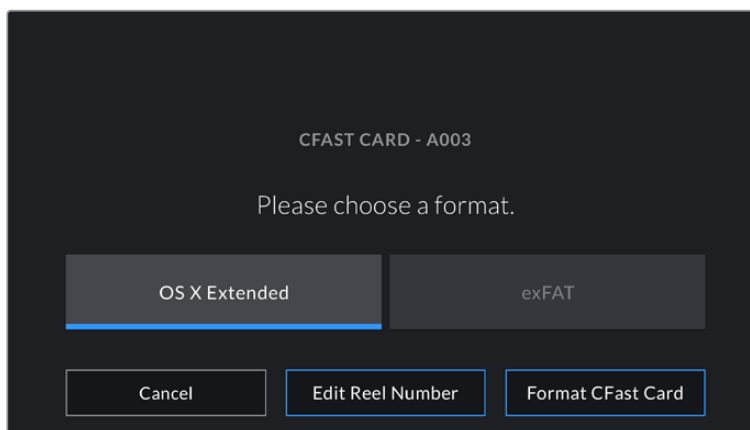 CFAST CARD - A003
Please choose a format.
OS X Extended
exFAT
Cancel
Edit Reel Number
Format CFast Card